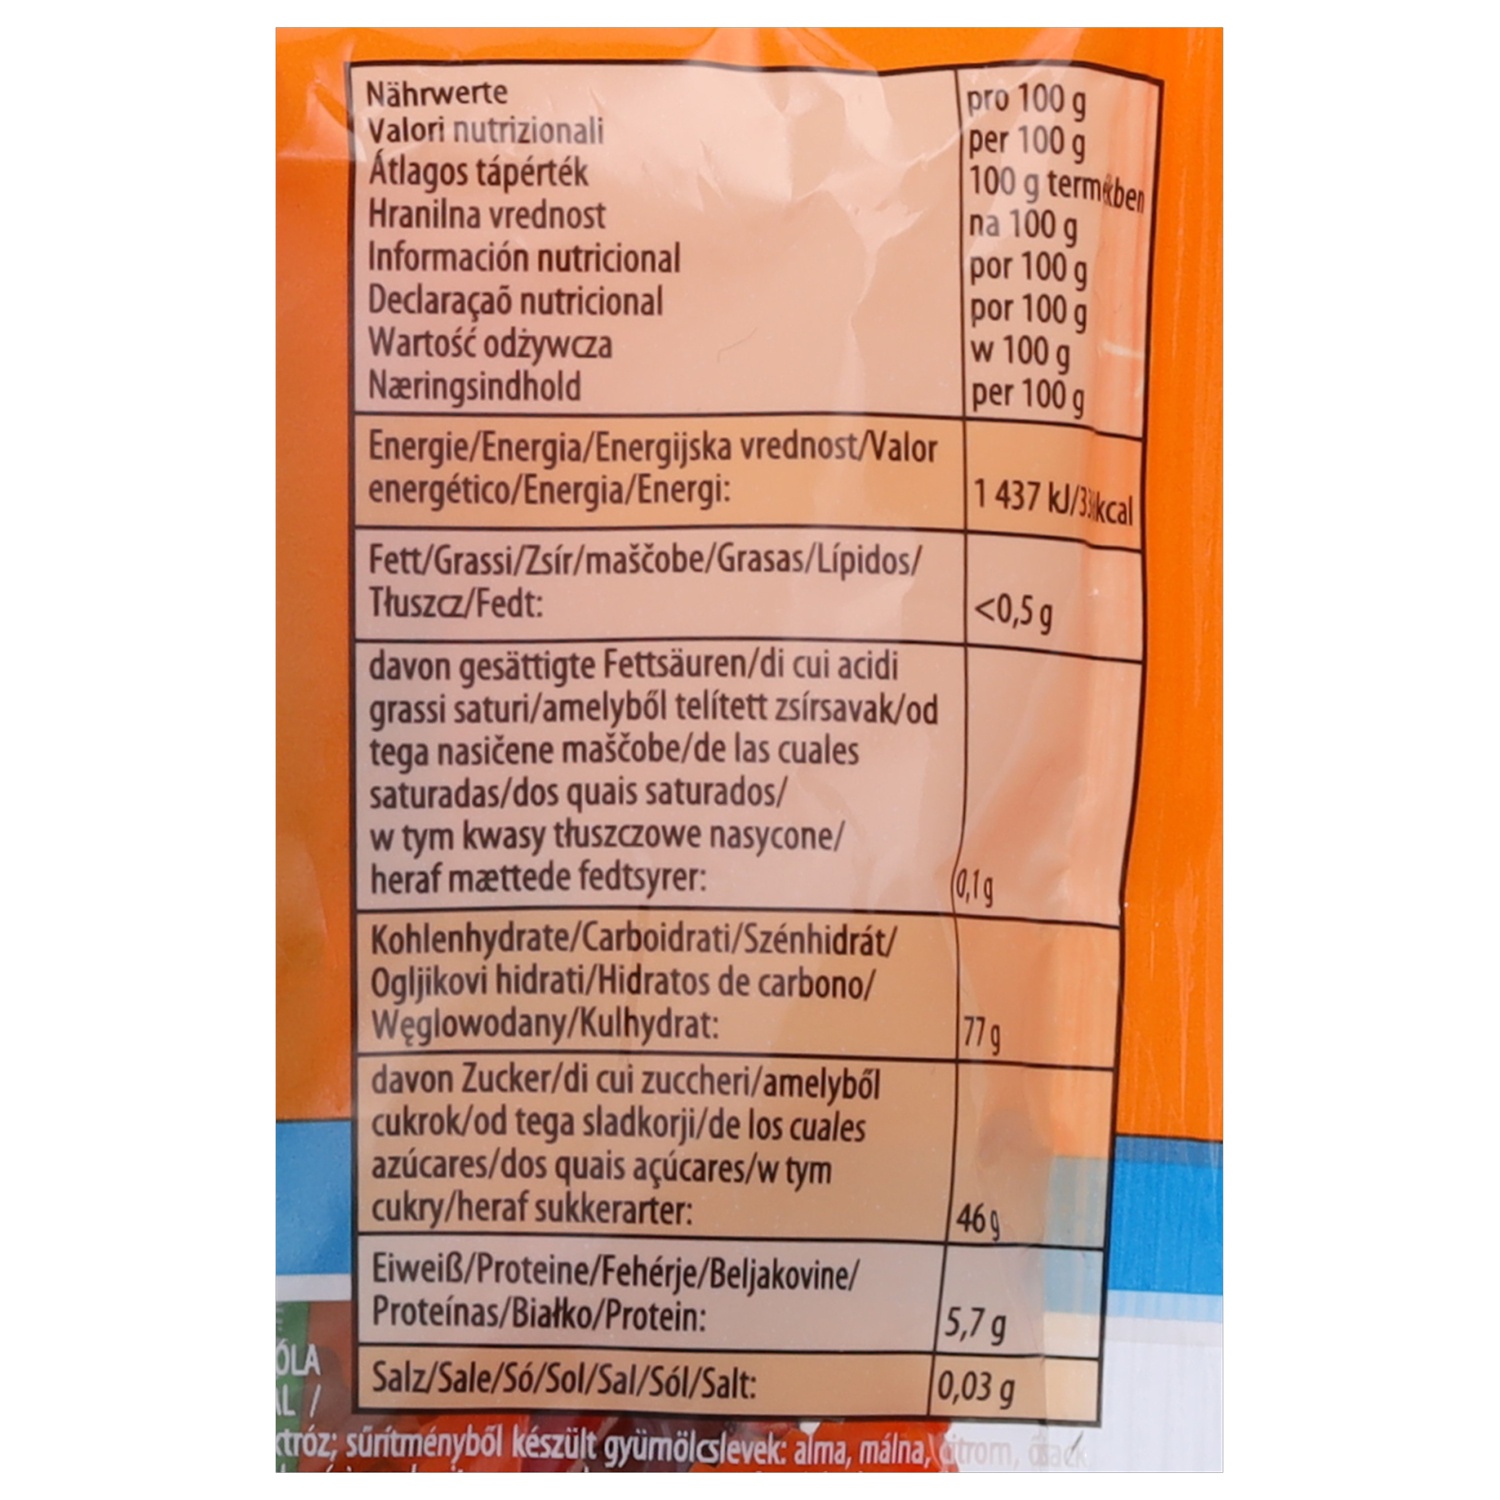 Nährwerte
Valori nutrizionali
Átlagos tápérték
Hranilna vrednost
Información nutricional
Declaraçaõ nutricional
Wartość odżywcza
Næringsindhold
pro 100 g
per 100 g
100 g termékben
na 100 g
por 100 g
por 100 g
w 100 g
per 100 g
Energie/Energia/Energijska vrednost/Valor
energético/Energia/Energi:
1 437 kJ/
Fett/Grassi/Zsír/maščobe/Grasas/Lípidos/
Tłuszcz/Fedt:
<0,5 g
davon gesättigte Fettsäuren/di cui acidi
grassi saturi/amelyből telített zsírsavak/od
tega nasičene maščobe/de las cuales
saturadas/dos quais saturados/
w tym kwasy tłuszczowe nasycone/
heraf mættede fedtsyrer:
0,1 g
Kohlenhydrate/Carboidrati/Szénhidrát/
Ogljikovi hidrati/Hidratos de carbono/
Węglowodany/Kulhydrat:
77 g
davon Zucker/di cui zuccheri/amelyből
cukrok/od tega sladkorji/de los cuales
azúcares/dos quais açúcares/w tym
cukry/heraf sukkerarter:
46 g
Eiweiß/Proteine/Fehérje/Beljakovine/
Proteínas/Białko/Protein:
5,7 g
Salz/Sale/Só/Sol/Sal/Sól/Salt:
0,03 g
ÓLA
L /
tróz; sűrítményből készült gyümölcslevek: alma, málna, citrom,